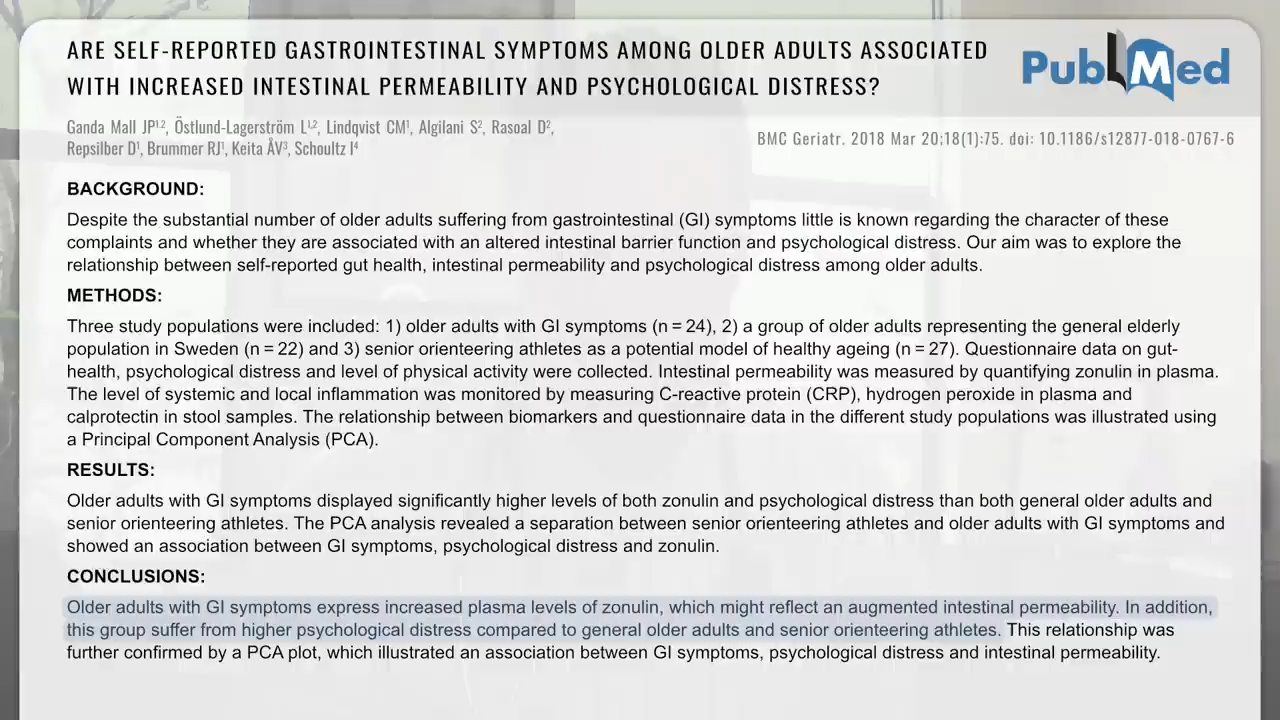 ARE SELF-REPORTED GASTROINTESTINAL SYMPTOMS AMONG OLDER ADULTS ASSOCIATED
WITH INCREASED INTESTINAL PERMEABILITY AND PSYCHOLOGICAL DISTRESS?
PubMed
Ganda Mall JP1,2, Östlund-Lagerström L1,2, Lindqvist CM1, Algilani S2, Rasoal D2,
Repsilber D1, Brummer RJ1, Keita ÅV3, Schoultz I4
BMC Geriatr. 2018 Mar 20;18(1):75. doi: 10.1186/s12877-018-0767-6
BACKGROUND:
Despite the substantial number of older adults suffering from gastrointestinal (GI) symptoms little is known regarding the character of these
complaints and whether they are associated with an altered intestinal barrier function and psychological distress. Our aim was to explore the
relationship between self-reported gut health, intestinal permeability and psychological distress among older adults.
METHODS:
Three study populations were included: 1) older adults with GI symptoms (n = 24), 2) a group of older adults representing the general elderly
population in Sweden (n = 22) and 3) senior orienteering athletes as a potential model of healthy ageing (n = 27). Questionnaire data on gut-
health, psychological distress and level of physical activity were collected. Intestinal permeability was measured by quantifying zonulin in plasma.
The level of systemic and local inflammation was monitored by measuring C-reactive protein (CRP), hydrogen peroxide in plasma and
calprotectin in stool samples. The relationship between biomarkers and questionnaire data in the different study populations was illustrated using
a Principal Component Analysis (PCA).
RESULTS:
Older adults with GI symptoms displayed significantly higher levels of both zonulin and psychological distress than both general older adults and
senior orienteering athletes. The PCA analysis revealed a separation between senior orienteering athletes and older adults with GI symptoms and
showed an association between GI symptoms, psychological distress and zonulin.
CONCLUSIONS:
Older adults with GI symptoms express increased plasma levels of zonulin, which might reflect an augmented intestinal permeability. In addition,
this group suffer from higher psychological distress compared to general older adults and senior orienteering athletes. This relationship was
further confirmed by a PCA plot, which illustrated an association between GI symptoms, psychological distress and intestinal permeability.